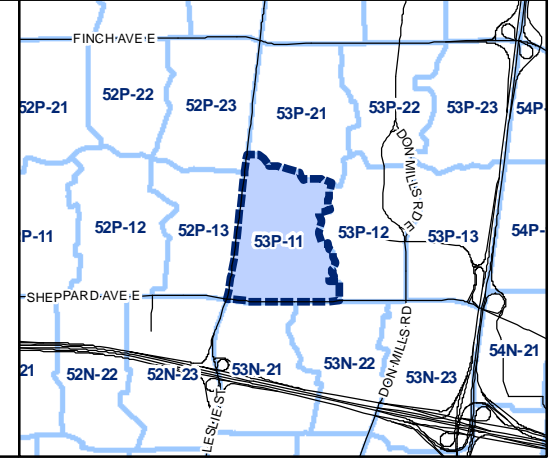 FINCH AVE E
52P-21
52P-22
52P-23
53P-21
53P-22
53P-23
54P-
DON MILLS RD E
P-11
52P-12
52P-13
53P-11
53P-12
53P-13
54P-
SHEPPARD AVE E
21
52N-22
52N-23
53N-21
53N-22
53N-23
54N-21
DON MILLS RD
LESLIE ST